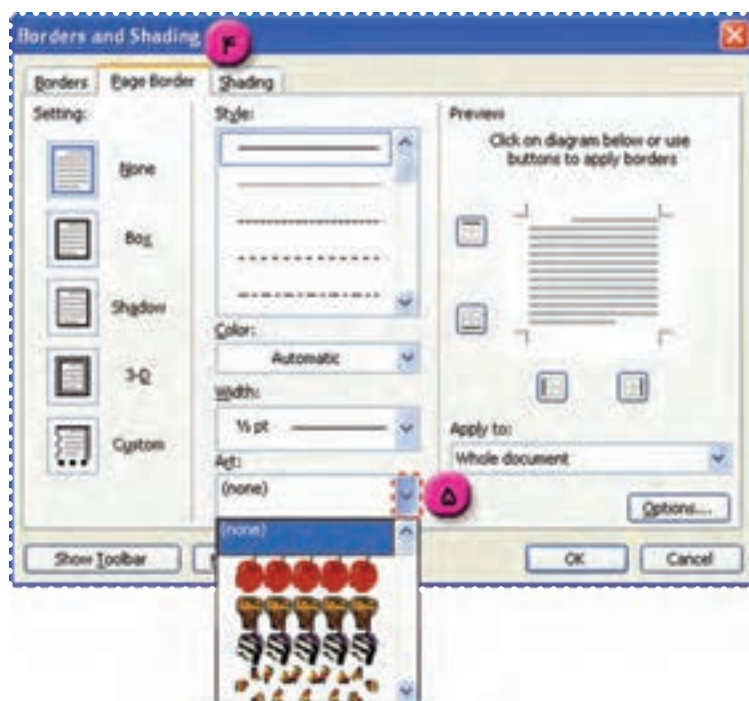 Borders and Shading
۴
Borders
Page Border
Shading
Setting:
None
Box
Shadow
3-D
Custom
Style:
Color:
Automatic
Width:
½ pt
Art:
(none)
۵
(none)
Preview
Click on diagram below or use
buttons to apply borders
Apply to:
Whole document
Options...
Show Toolbar
OK
Cancel